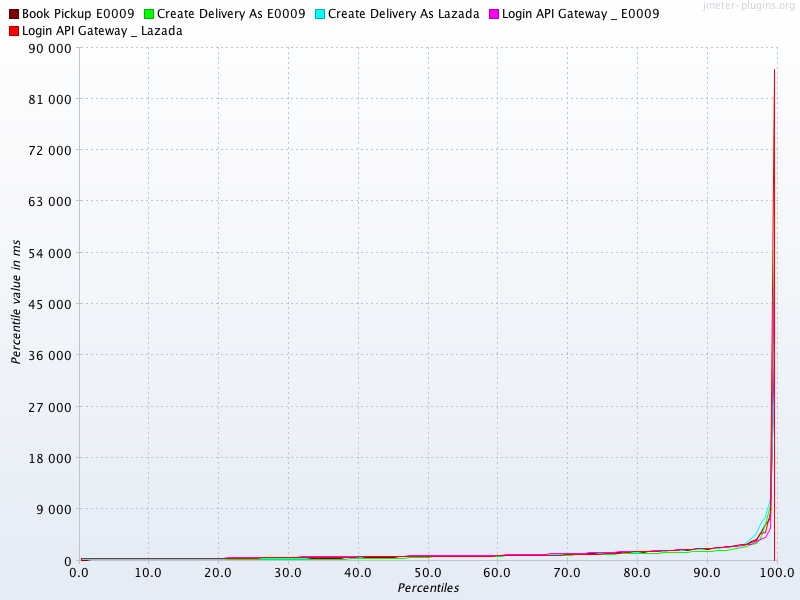 jmeter-plugins.org
Book Pickup E0009 Create Delivery As E0009 Create Delivery As Lazada Login API Gateway _ E0009
Login API Gateway _ Lazada
90 000
81 000
72 000
63 000
54 000
45 000
36 000
27 000
18 000
9 000
0
Percentile value in ms
0.0 10.0 20.0 30.0 40.0 50.0 60.0 70.0 80.0 90.0 100.0
Percentiles